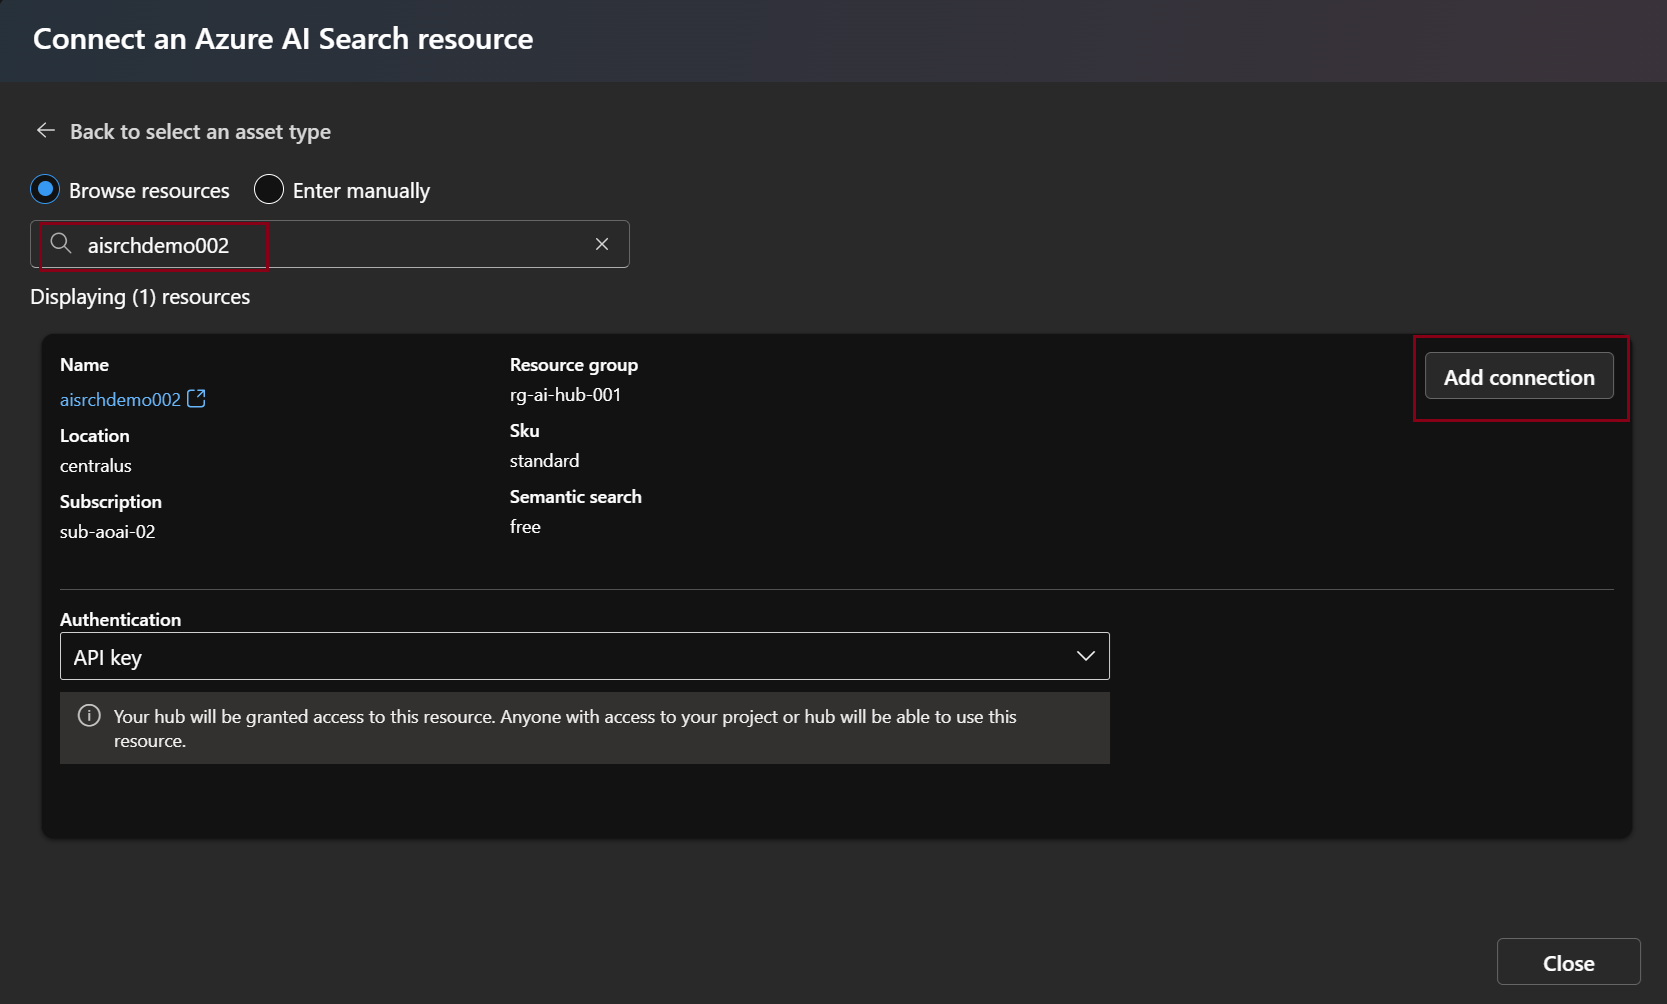 Connect an Azure AI Search resource
Back to select an asset type
Browse resources Enter manually
aisrchdemo002
Displaying (1) resources
Name
aisrchdemo002
Location
centralus
Subscription
sub-aoai-02
Resource group
rg-ai-hub-001
Sku
standard
Semantic search
free
Add connection
Authentication
API key
Your hub will be granted access to this resource. Anyone with access to your project or hub will be able to use this
resource.
Close